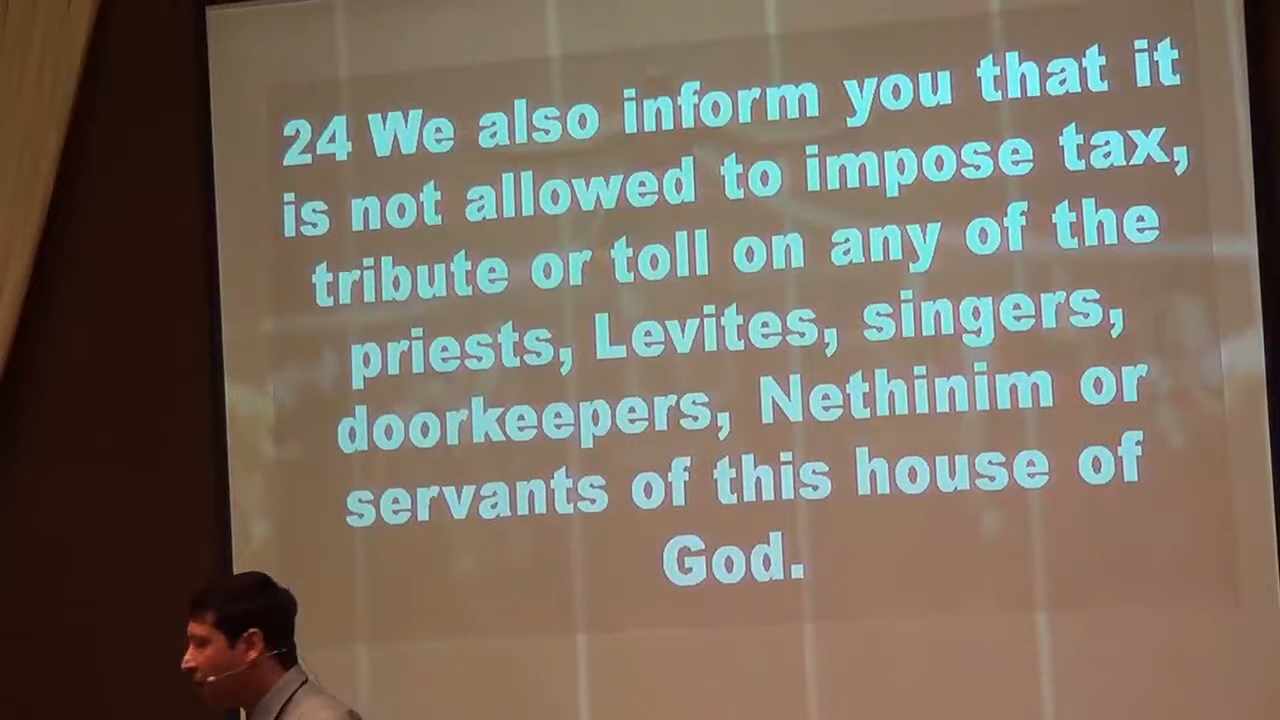 24 We also inform you that it
is not allowed to impose tax,
tribute or toll on any of the
priests, Levites, singers,
doorkeepers, Nethinim or
servants of this house of
God.